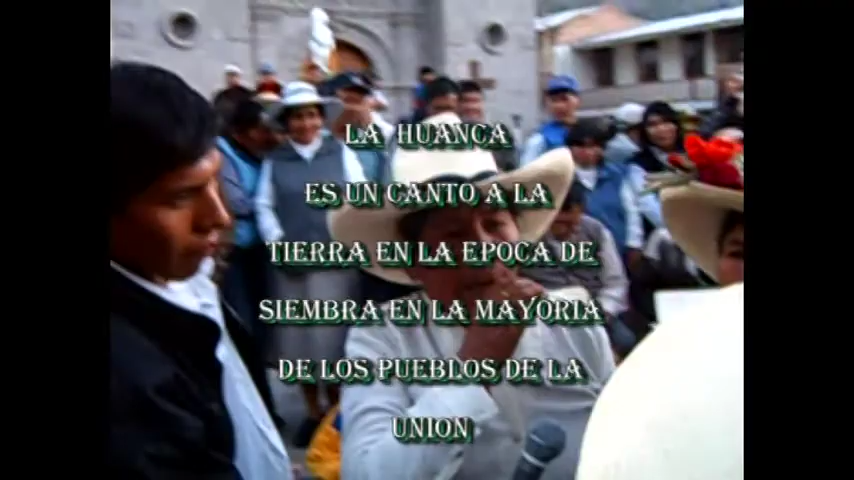 LA HUANCA
ES UN CANTO A LA
TIERRA EN LA EPOCA DE
SIEMBRA EN LA MAYORIA
DE LOS PUEBLOS DE LA
UNION